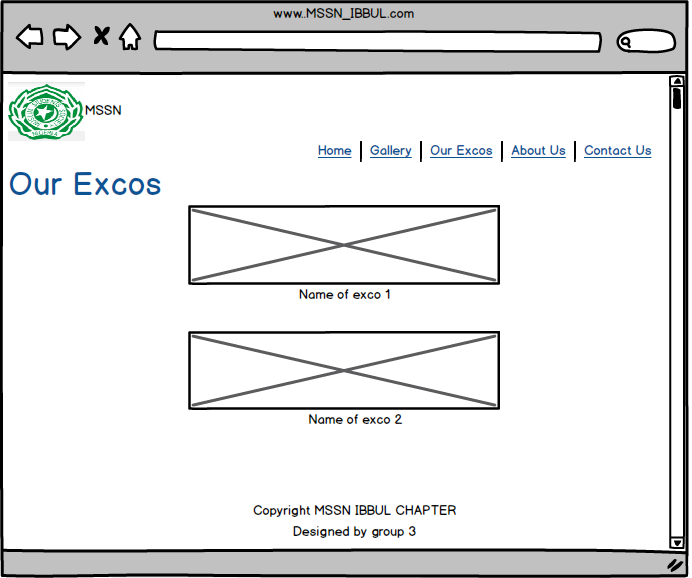 www..MSSN_IBBUL.com
MSSN
Home Gallery Our Excos About Us Contact Us
Our Excos
Name of exco 1
Name of exco 2
Copyright MSSN IBBUL CHAPTER
Designed by group 3